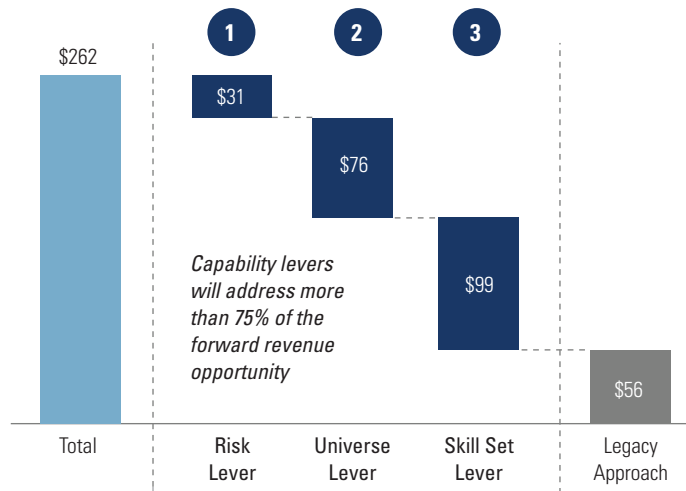 1
2
3
$262
$31
$76
Capability levers
will address more
than 75% of the
forward revenue
opportunity
$99
$56
Total
Risk
Lever
Universe
Lever
Skill Set
Lever
Legacy
Approach